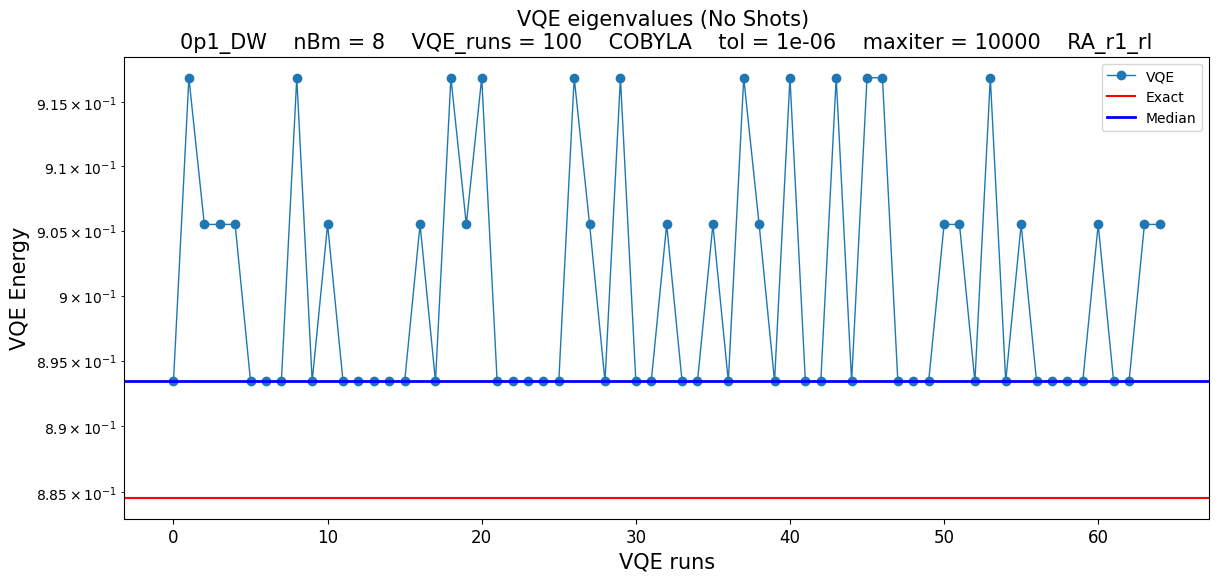 VQE eigenvalues (No Shots)
0p1_DW nBm = 8 VQE_runs = 100 COBYLA tol = 1e-06 maxiter = 10000 RA_r1_rl
VQE
Exact
Median
VQE Energy
9.15 × 10⁻¹
9.1 × 10⁻¹
9.05 × 10⁻¹
9 × 10⁻¹
8.95 × 10⁻¹
8.9 × 10⁻¹
8.85 × 10⁻¹
0 10 20 30 40 50 60
VQE runs